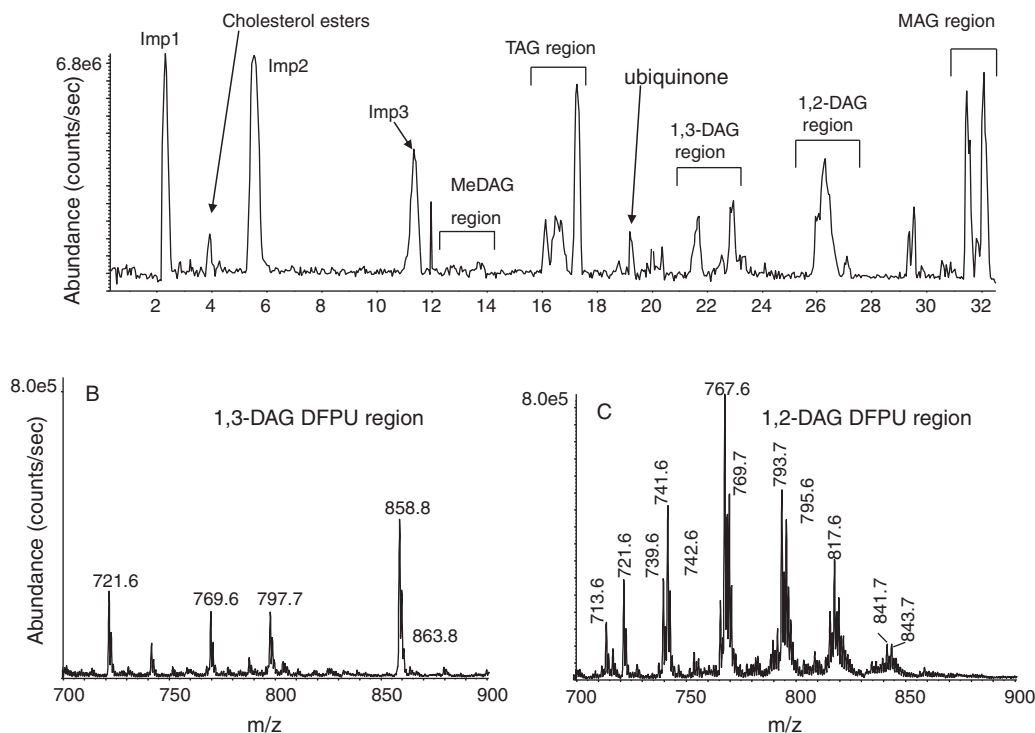 Cholesterol esters
Imp1
6.8e6
Imp2
Imp3
MeDAG
region
TAG region
ubiquinone
1,3-DAG
region
1,2-DAG
region
MAG region
Abundance (counts/sec)
2 4 6 8 10 12 14 16 18 20 22 24 26 28 30 32
8.0e5
B
1,3-DAG DFPU region
721.6
769.6
797.7
858.8
863.8
Abundance (counts/sec)
700 750 800 850 900
m/z
8.0e5
C
1,2-DAG DFPU region
713.6
721.6
739.6
741.6
742.6
767.6
769.7
793.7
795.6
817.6
841.7
843.7
700 750 800 850 900
m/z